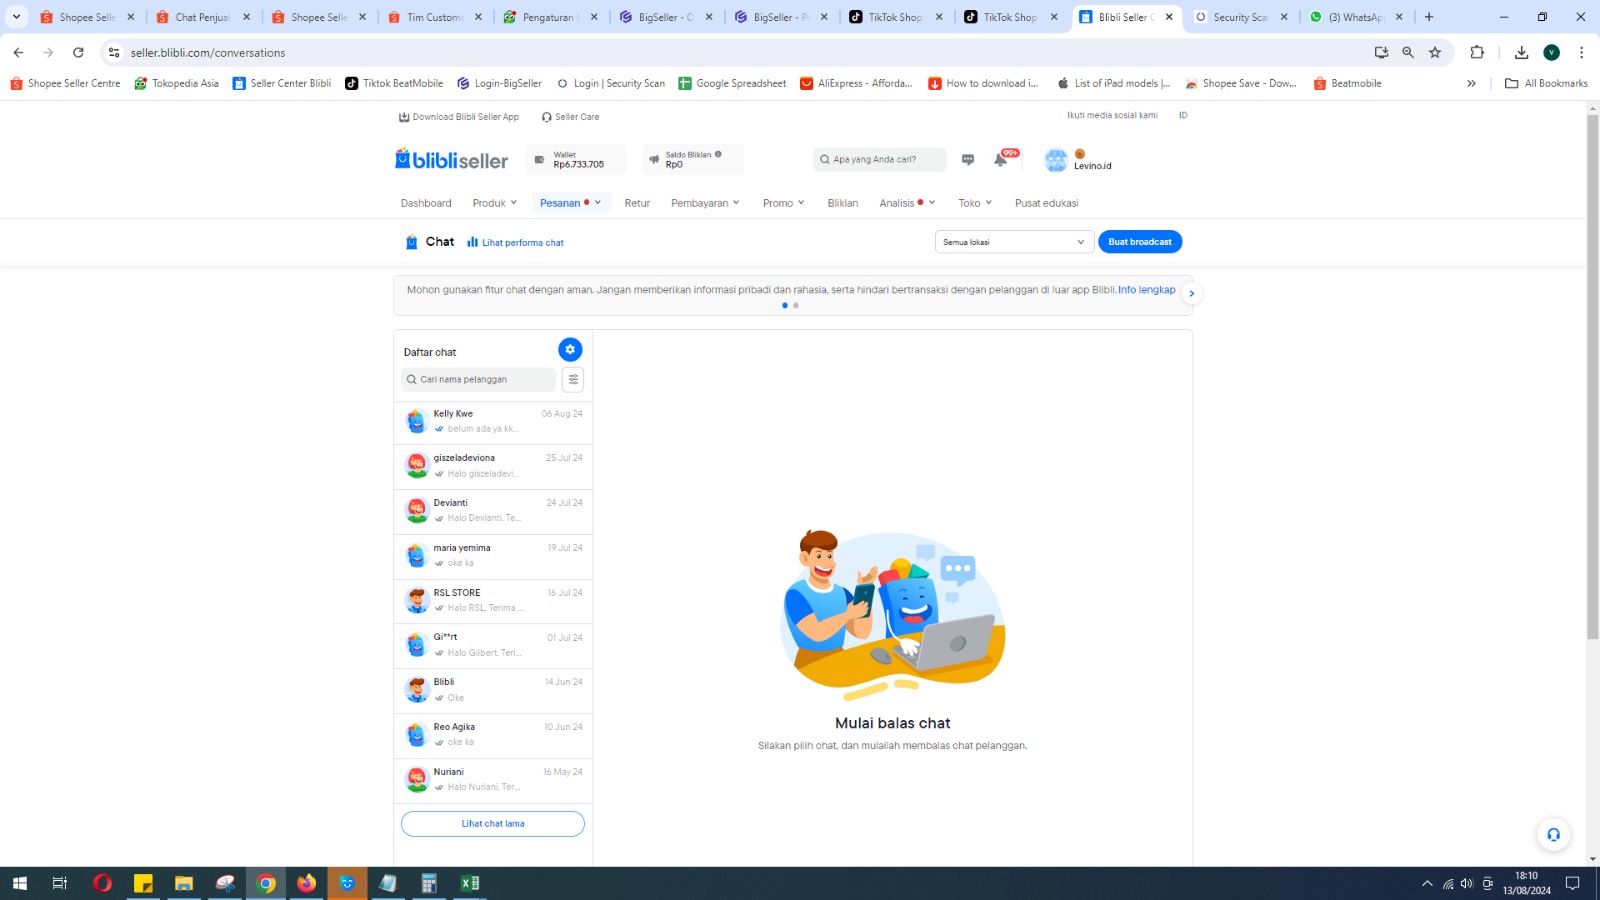 Shopee Selle
Chat Penjual
Shopee Selle
Tim Custome
Pengaturan
BigSeller - O
BigSeller - P
TikTok Shop
TikTok Shop
Blibli Seller C
Security Scan
(3) WhatsApp
seller.blibli.com/conversations
Shopee Seller Centre
Tokopedia Asia
Seller Center Blibli
Tiktok BeatMobile
Login-BigSeller
Login | Security Scan
Google Spreadsheet
AliExpress - Afforda...
How to download i...
List of iPad models |...
Shopee Save - Dow...
Beatmobile
All Bookmarks
Download Blibli Seller App
Seller Care
Ikuti media sosial kami
ID
blibliseller
Wallet
Rp6.733.705
Saldo Bliklan
Rp0
Apa yang Anda cari?
99+
Levino.id
Dashboard
Produk
Pesanan
Retur
Pembayaran
Promo
Bliklan
Analisis
Toko
Pusat edukasi
Chat
Lihat performa chat
Semua lokasi
Buat broadcast
Mohon gunakan fitur chat dengan aman. Jangan memberikan informasi pribadi dan rahasia, serta hindari bertransaksi dengan pelanggan di luar app Blibli. Info lengkap
Daftar chat
Cari nama pelanggan
Kelly Kwe
06 Aug 24
belum ada ya kk...
giszeladeviona
25 Jul 24
Halo giszeladevi...
Devianti
24 Jul 24
Halo Devianti. Te...
maria yemima
19 Jul 24
oke ka
RSL STORE
16 Jul 24
Halo RSL. Terima ...
Gi**rt
01 Jul 24
Halo Gilbert. Teri...
Blibli
14 Jun 24
Oke
Reo Agika
10 Jun 24
oke ka
Nuriani
16 May 24
Halo Nuriani. Ter...
Lihat chat lama
Mulai balas chat
Silakan pilih chat, dan mulailah membalas chat pelanggan.
18:10
13/08/2024